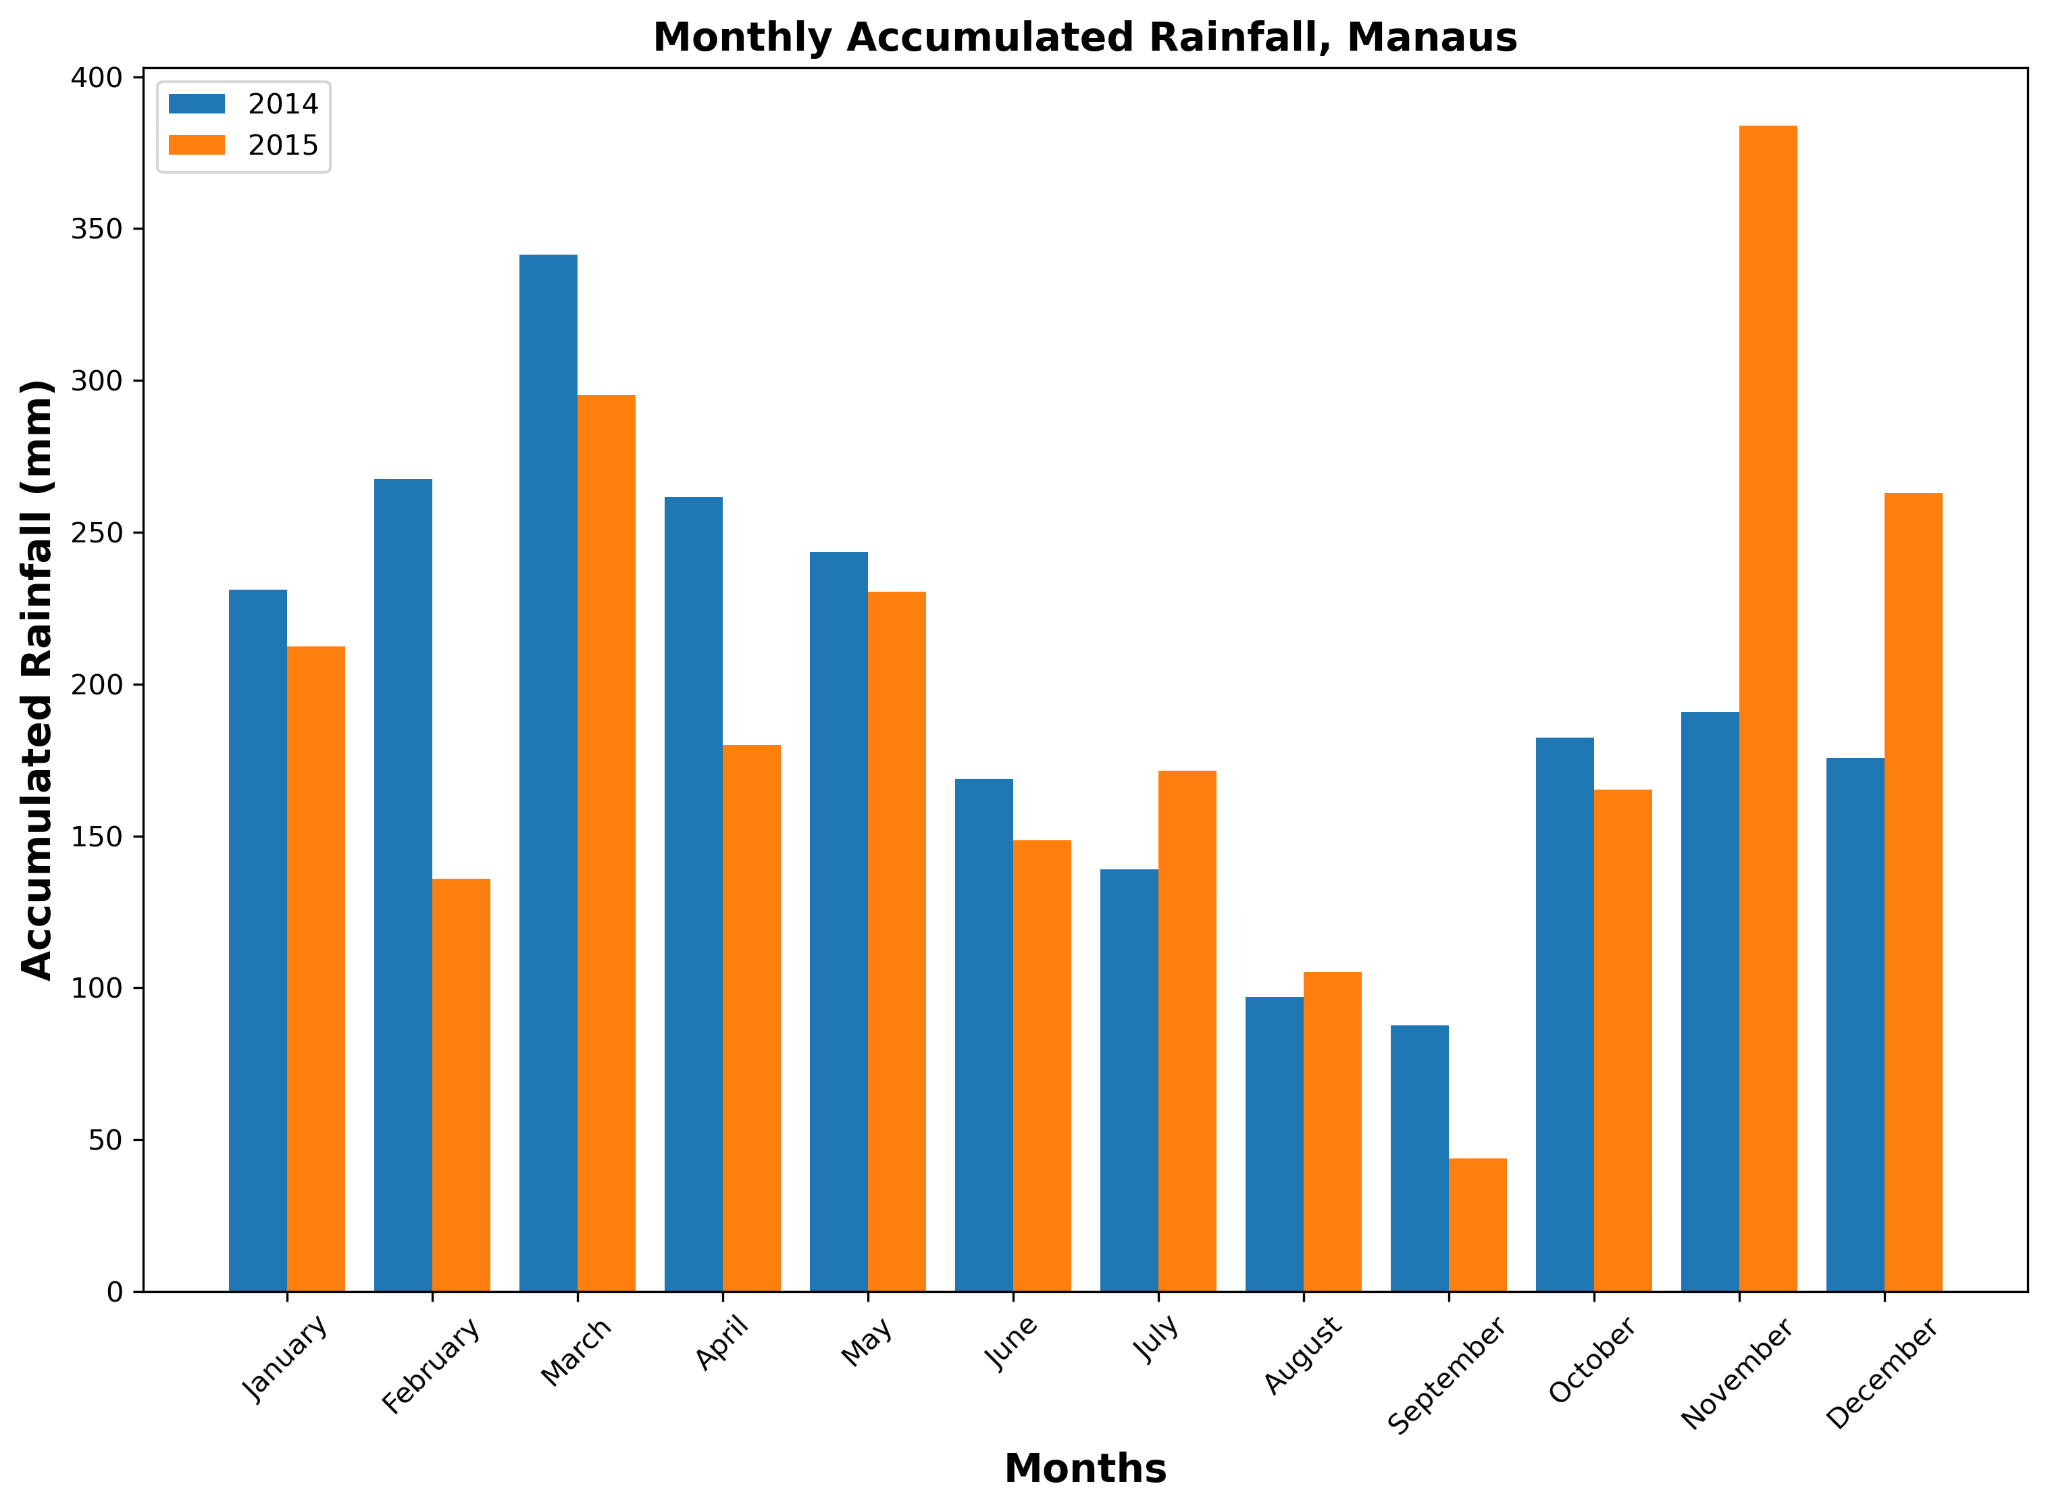 Monthly Accumulated Rainfall, Manaus
2014
2015
Accumulated Rainfall (mm)
400
350
300
250
200
150
100
50
0
January
February
March
April
May
June
July
August
September
October
November
December
Months